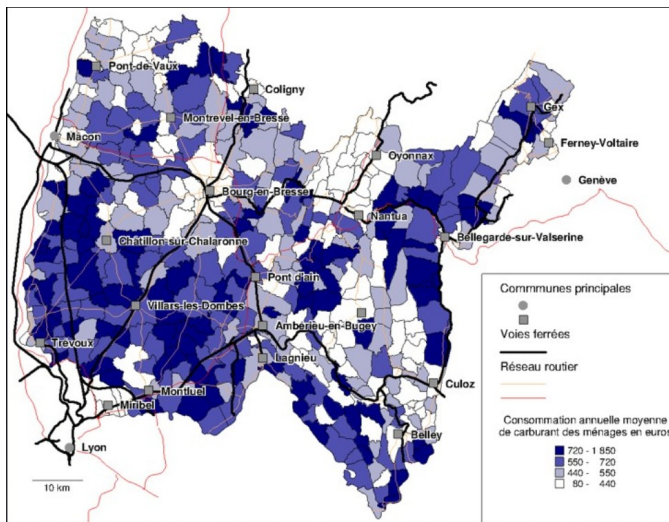 Pont-de-Vaux
Coligny
Montrevel-en-Bresse
Gex
Mâcon
Ferney-Voltaire
Oyonnax
Genève
Bourg-en-Bresse
Nantua
Bellegarde-sur-Valserine
Châtillon-sur-Chalaronne
Pont d'ain
Villars-les-Dombes
Ambérieu-en-Bugey
Trévoux
Lagnieu
Culoz
Montluel
Miribel
Belley
Lyon
10 km
Commmunes principales
Voies ferrées
Réseau routier
Consommation annuelle moyenne
de carburant des ménages en euros
720 - 1 850
550 - 720
440 - 550
80 - 440